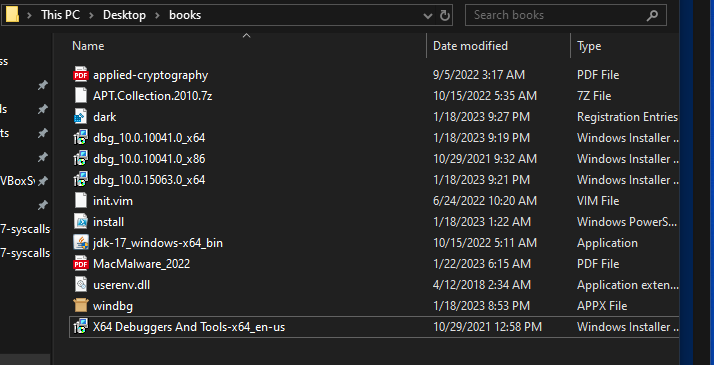 This PC > Desktop > books
Search books
Name Date modified Type
applied-cryptography 9/5/2022 3:17 AM PDF File
APT.Collection.2010.7z 10/15/2022 5:35 AM 7Z File
dark 1/18/2023 9:27 PM Registration Entries
dbg_10.0.10041.0_x64 1/18/2023 9:19 PM Windows Installer ...
dbg_10.0.10041.0_x86 10/29/2021 9:32 AM Windows Installer ...
dbg_10.0.15063.0_x64 1/18/2023 9:21 PM Windows Installer ...
init.vim 6/24/2022 10:20 AM VIM File
install 1/18/2023 1:22 AM Windows PowerS...
jdk-17_windows-x64_bin 10/15/2022 5:11 AM Application
MacMalware_2022 1/22/2023 6:15 AM PDF File
userenv.dll 4/12/2018 2:34 AM Application exten...
windbg 1/18/2023 8:53 PM APPX File
X64 Debuggers And Tools-x64_en-us 10/29/2021 12:58 PM Windows Installer ...
ss
ls
ts
VBoxSv
7-syscalls
7-syscalls
PDF
PDF